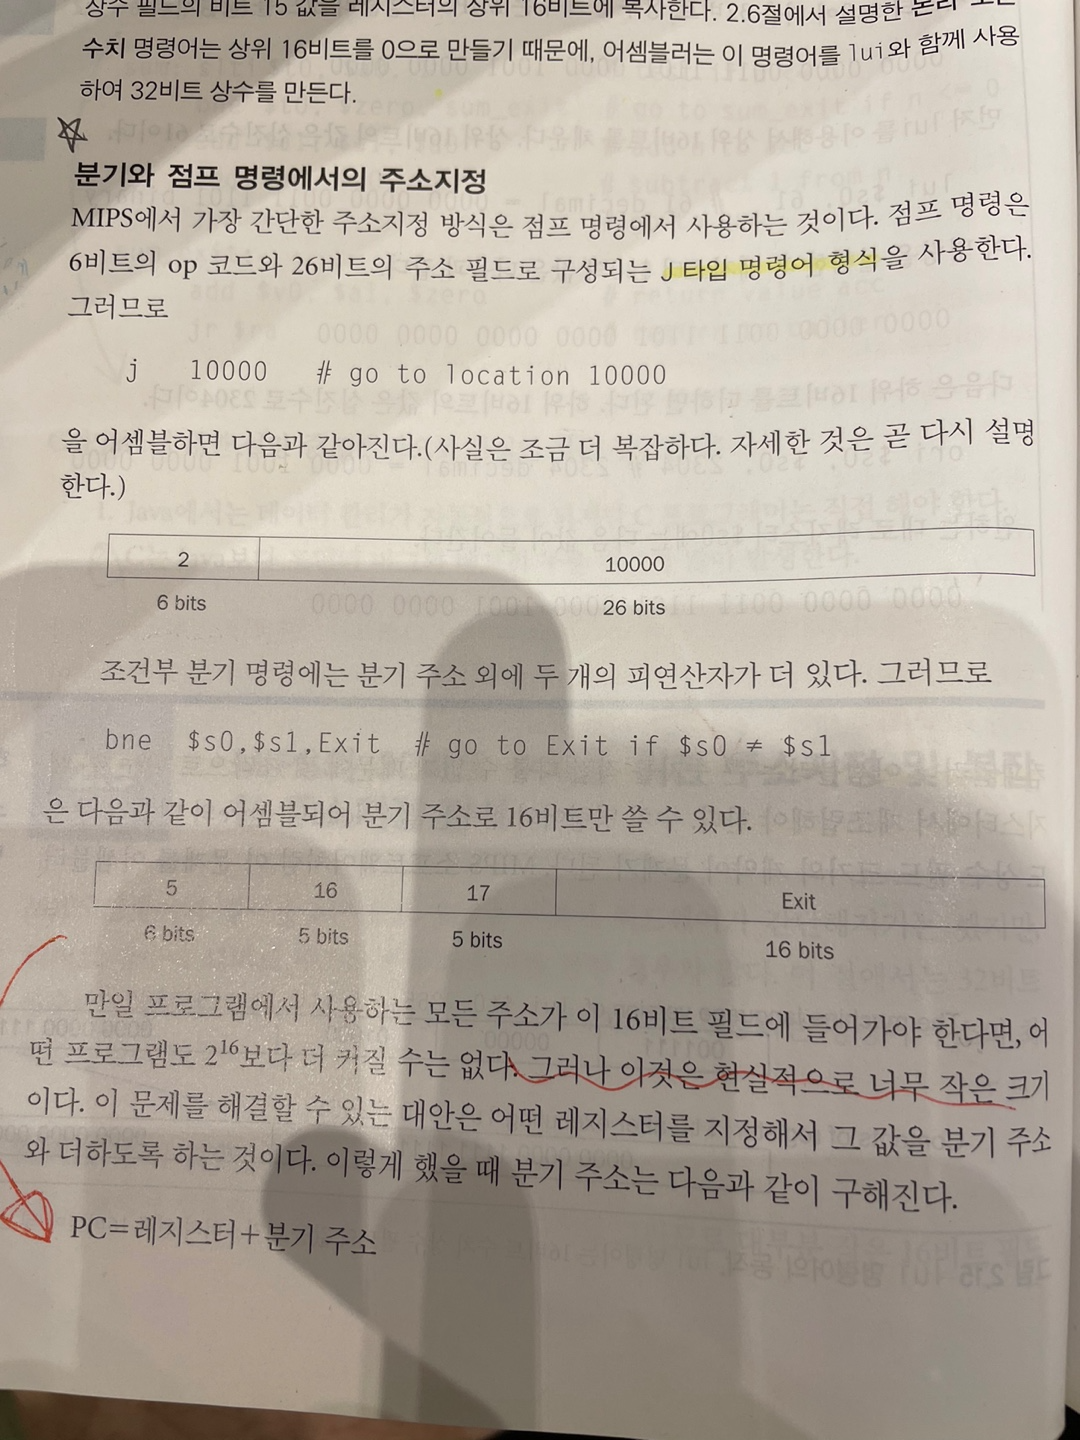 상수 필드의 비트 15 값을 레지스터의 상위 16비트에 복사한다. 2.6절에서 설명한 논리
수치 명령어는 상위 16비트를 0으로 만들기 때문에, 어셈블러는 이 명령어를 lui와 함께 사용
하여 32비트 상수를 만든다.
분기와 점프 명령에서의 주소지정
MIPS에서 가장 간단한 주소지정 방식은 점프 명령에서 사용하는 것이다. 점프 명령은
6비트의 op 코드와 26비트의 주소 필드로 구성되는 J 타입 명령어 형식을 사용한다.
그러므로
j 10000 # go to location 10000
을 어셈블하면 다음과 같아진다.(사실은 조금 더 복잡하다. 자세한 것은 곧 다시 설명
한다.)
2 10000
6 bits 26 bits
조건부 분기 명령에는 분기 주소 외에 두 개의 피연산자가 더 있다. 그러므로
bne $s0,$s1,Exit # go to Exit if $s0 ≠ $s1
은 다음과 같이 어셈블되어 분기 주소로 16비트만 쓸 수 있다.
5 16 17 Exit
6 bits 5 bits 5 bits 16 bits
만일 프로그램에서 사용하는 모든 주소가 이 16비트 필드에 들어가야 한다면, 어
떤 프로그램도 2¹⁶보다 더 커질 수는 없다. 그러나 이것은 현실적으로 너무 작은 크기
이다. 이 문제를 해결할 수 있는 대안은 어떤 레지스터를 지정해서 그 값을 분기 주소
와 더하도록 하는 것이다. 이렇게 했을 때 분기 주소는 다음과 같이 구해진다.
PC=레지스터+분기 주소